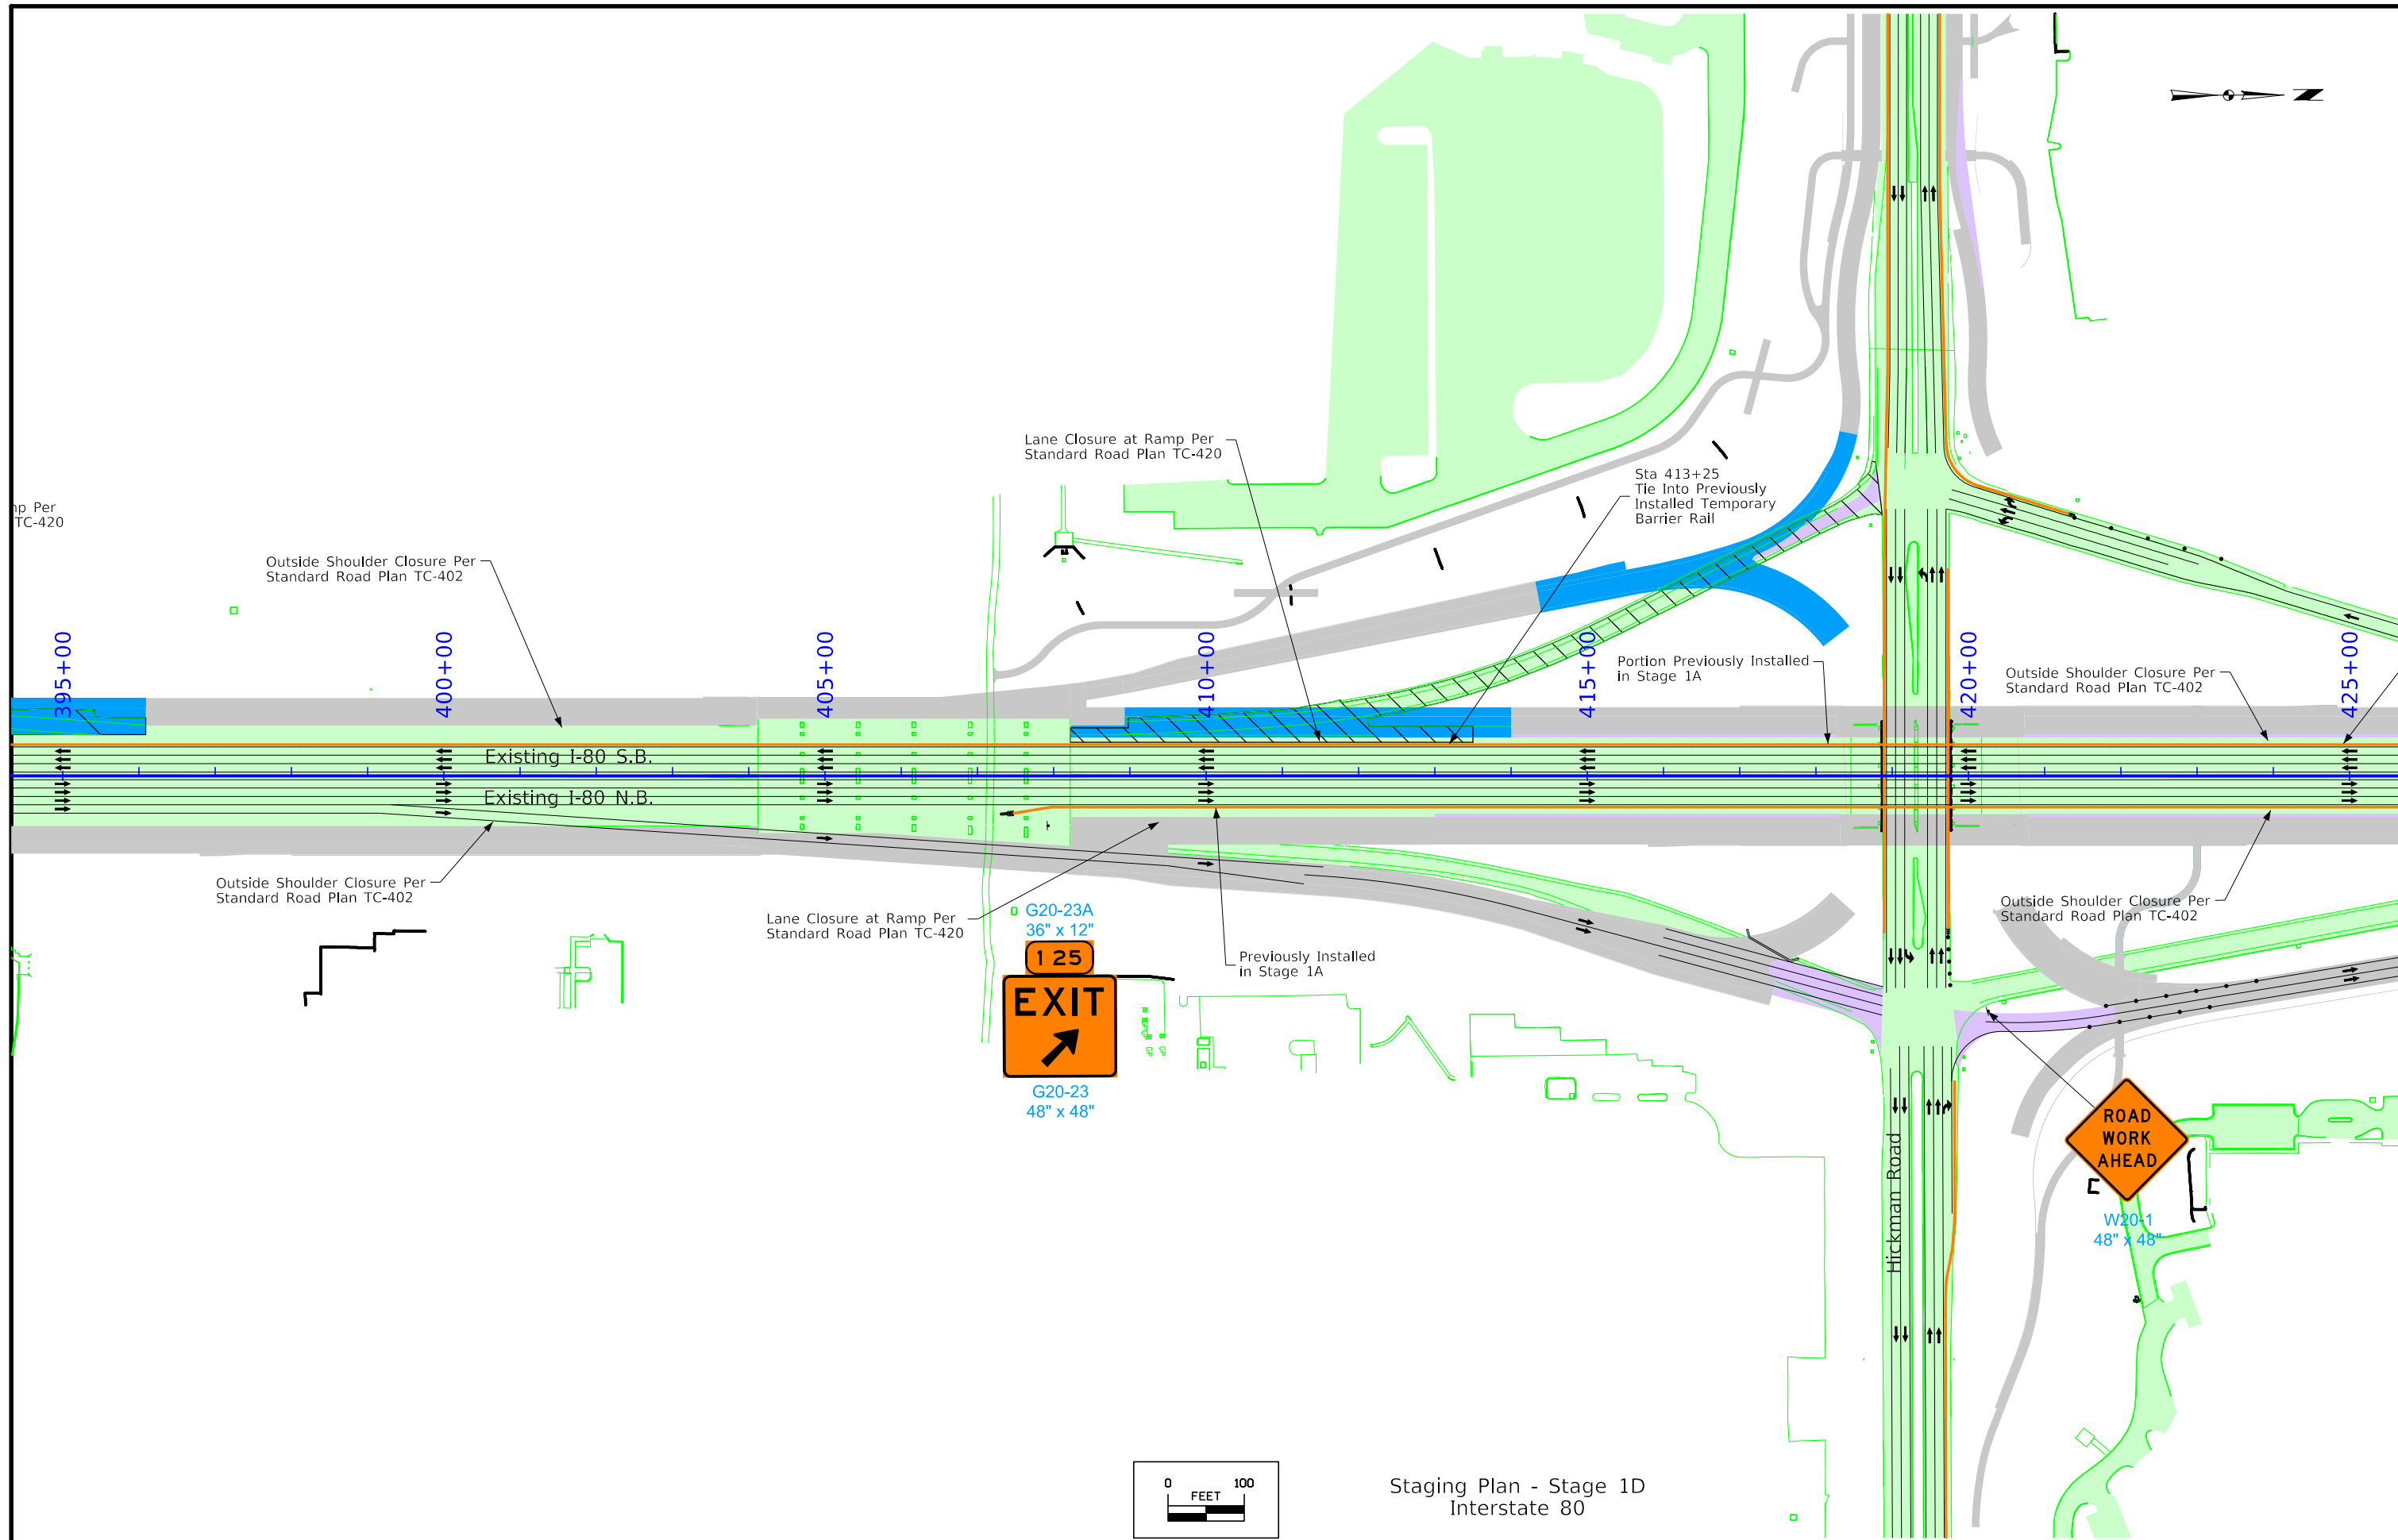 Lane Closure at Ramp Per
Standard Road Plan TC-420
Sta 413+25
Tie Into Previously
Installed Temporary
Barrier Rail
Per
TC-420
Outside Shoulder Closure Per
Standard Road Plan TC-402
395+00
400+00
405+00
410+00
415+00
420+00
425+00
Portion Previously Installed
in Stage 1A
Outside Shoulder Closure Per
Standard Road Plan TC-402
Existing I-80 S.B.
Existing I-80 N.B.
Outside Shoulder Closure Per
Standard Road Plan TC-402
Lane Closure at Ramp Per
Standard Road Plan TC-420
G20-23A
36" x 12"
125
EXIT
G20-23
48" x 48"
Previously Installed
in Stage 1A
Outside Shoulder Closure Per
Standard Road Plan TC-402
Hickman Road
ROAD
WORK
AHEAD
W20-1
48" x 48"
0 100
FEET
Staging Plan - Stage 1D
Interstate 80
N